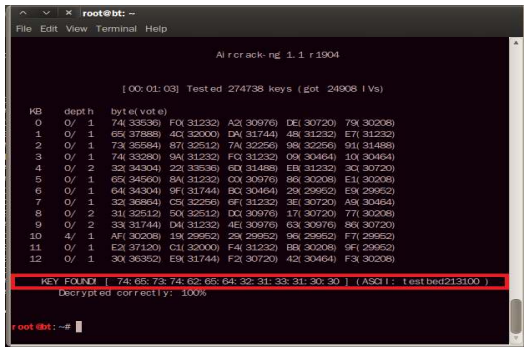 root@bt: ~
File Edit View Terminal Help
Aircrack-ng 1.1 r1904
[00:01:03] Tested 274738 keys (got 24908 IVs)
KB depth byte(vote)
0 0/ 1 74(33536) F0(31232) A2(30976) DE(30720) 79(30208)
1 0/ 1 65(37888) 4C(32000) DA(31744) 48(31232) E7(31232)
2 0/ 1 73(35584) 87(32512) 7A(32256) 98(32256) 91(31488)
3 0/ 1 74(33280) 9A(31232) FC(31232) 09(30464) 10(30464)
4 0/ 2 32(34304) 22(33536) 6D(31488) EB(31232) 3C(30720)
5 0/ 1 65(34560) 8A(31232) C0(30976) 86(30208) E1(30208)
6 0/ 1 64(34304) 9F(31744) BC(30464) 29(29952) E9(29952)
7 0/ 1 32(36864) C5(32256) 6F(31232) 3E(30720) A9(30464)
8 0/ 2 31(32512) 50(32512) DC(30976) 17(30720) 77(30208)
9 0/ 2 33(31744) D4(31232) 4E(30976) 63(30976) 86(30720)
10 4/ 1 AF(30208) 19(29952) 29(29952) 96(29952) F7(29952)
11 0/ 1 E2(37120) C1(32000) F4(31232) BB(30208) 9F(29952)
12 0/ 1 30(36352) E9(31744) F2(30720) 42(30464) F3(30208)
KEY FOUND! [ 74:65:73:74:62:65:64:32:31:33:31:30:30 ] (ASCII: testbed213100 )
Decrypted correctly: 100%
root@bt:~#